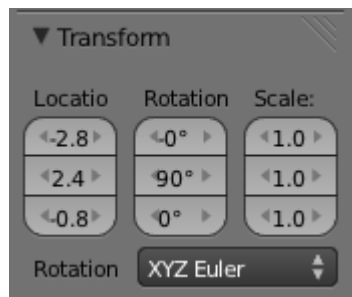 Transform
Locatio Rotation Scale:
-2.8 -0° 1.0
2.4 90° 1.0
-0.8 0° 1.0
Rotation XYZ Euler